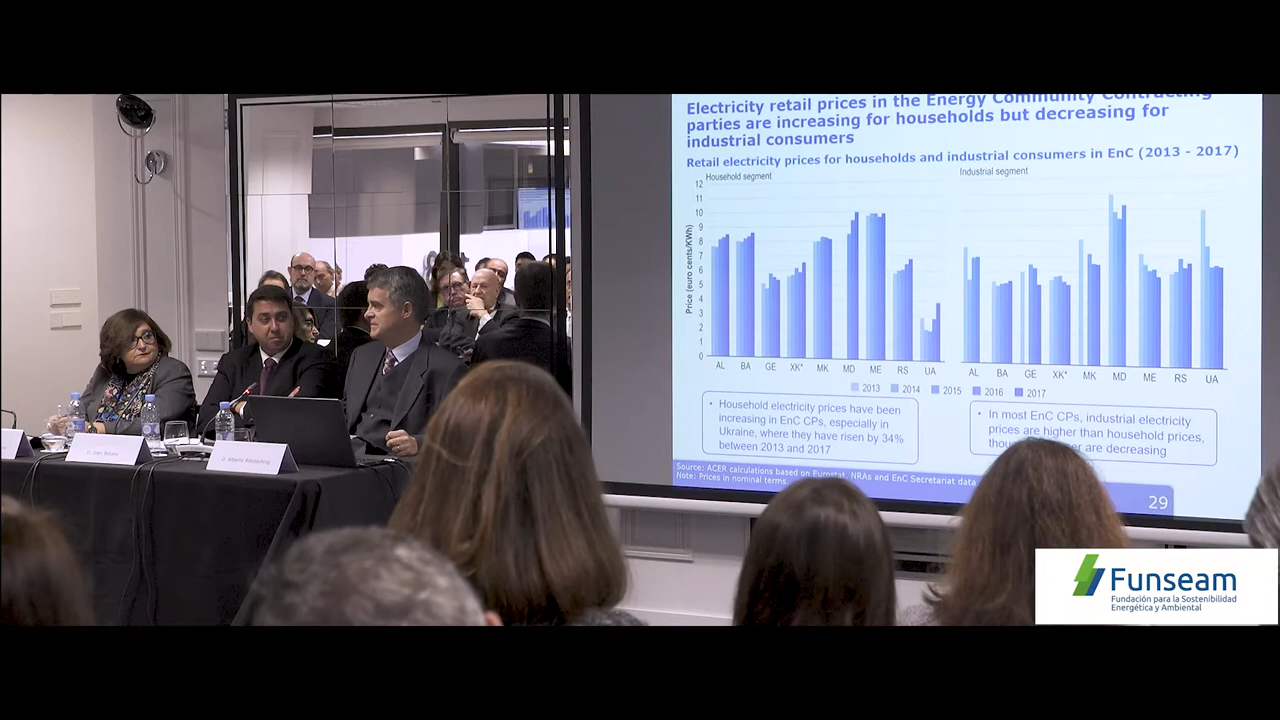 Electricity retail prices in the Energy Community Contracting
parties are increasing for households but decreasing for
industrial consumers
Retail electricity prices for households and industrial consumers in EnC (2013 - 2017)
Household segment
Industrial segment
Price (euro cents/KWh)
12
11
10
9
8
7
6
5
4
3
2
1
0
AL BA GE XK* MK MD ME RS UA
AL BA GE XK* MK MD ME RS UA
2013 2014 2015 2016 2017
• Household electricity prices have been
increasing in EnC CPs, especially in
Ukraine, where they have risen by 34%
between 2013 and 2017
• In most EnC CPs, industrial electricity
prices are higher than household prices,
are decreasing
Source: ACER calculations based on Eurostat, NRAs and EnC Secretariat data
Note: Prices in nominal terms.
29
D. Alberto
Funseam
Fundación para la Sostenibilidad
Energética y Ambiental